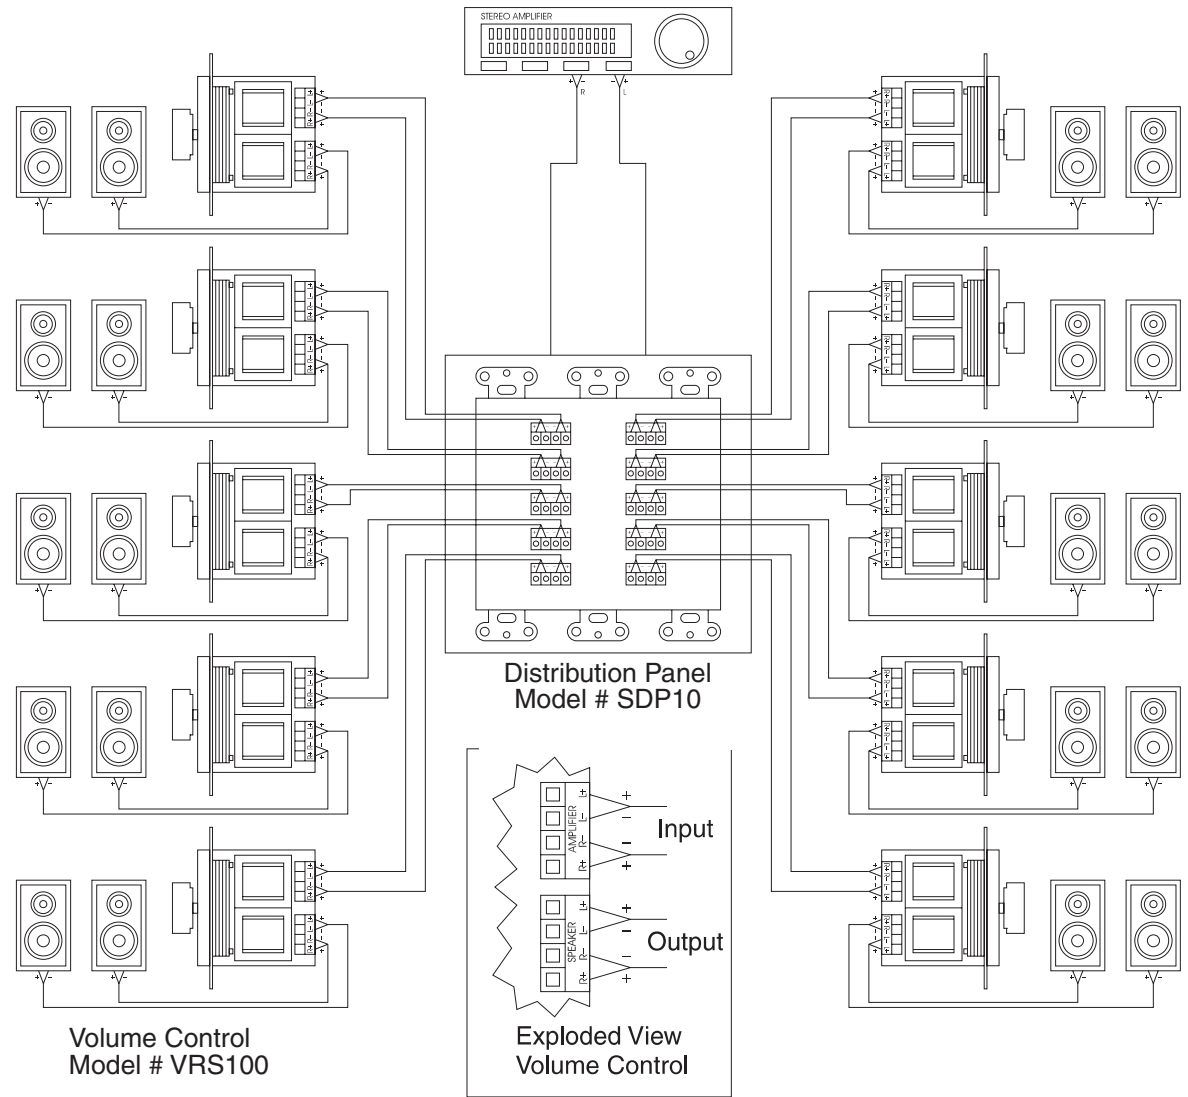 STEREO AMPLIFIER
+ - - +
R L
Distribution Panel
Model # SDP10
AMPLIFIER
L+ +
L- -
R- -
R+ +
Input
SPEAKER
L+ +
L- -
R- -
R+ +
Output
Exploded View
Volume Control
Volume Control
Model # VRS100